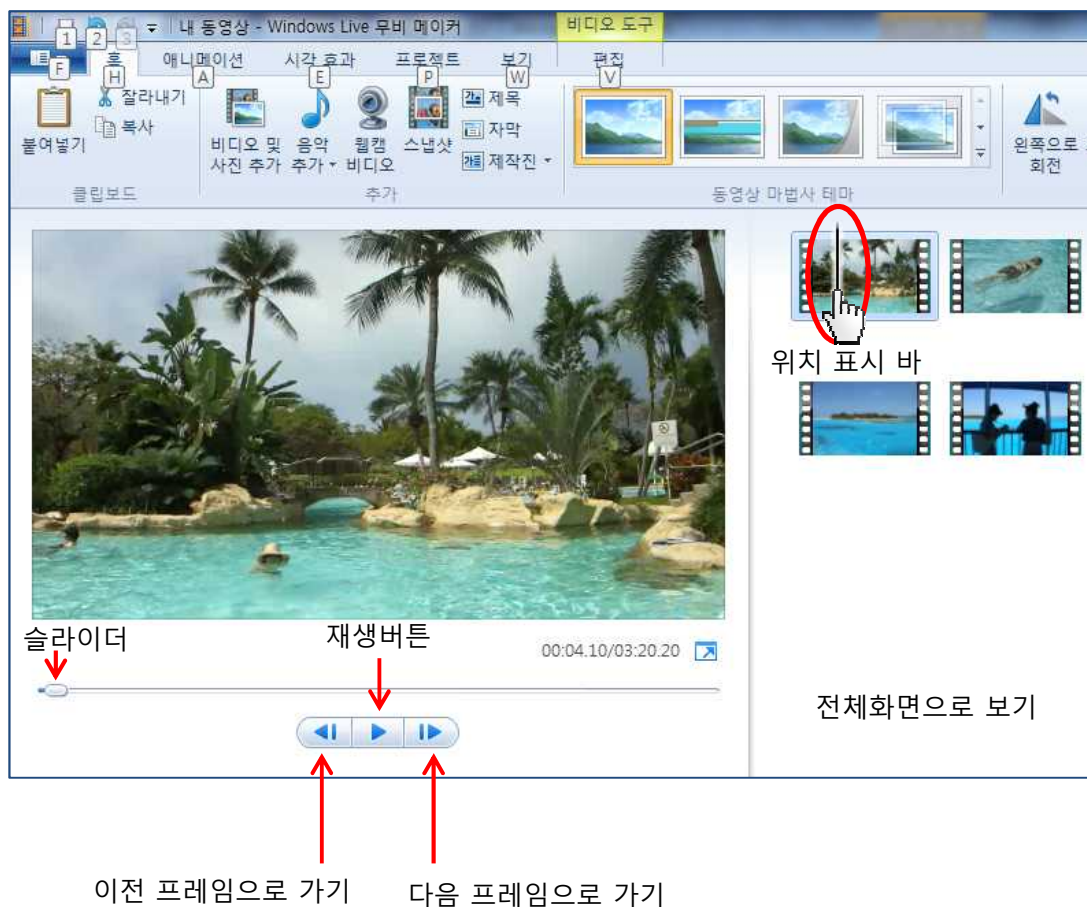 내 동영상 - Windows Live 무비 메이커
비디오 도구
1 2 3
홈 애니메이션 시각 효과 프로젝트 보기 편집
F H A E P W V
붙여넣기
잘라내기
복사
클립보드
비디오 및
사진 추가
음악
추가
웹캠
비디오
스냅샷
제목
자막
제작진
추가
동영상 마법사 테마
왼쪽으로
회전
위치 표시 바
슬라이더
재생버튼
00:04.10/03:20.20
전체화면으로 보기
이전 프레임으로 가기
다음 프레임으로 가기